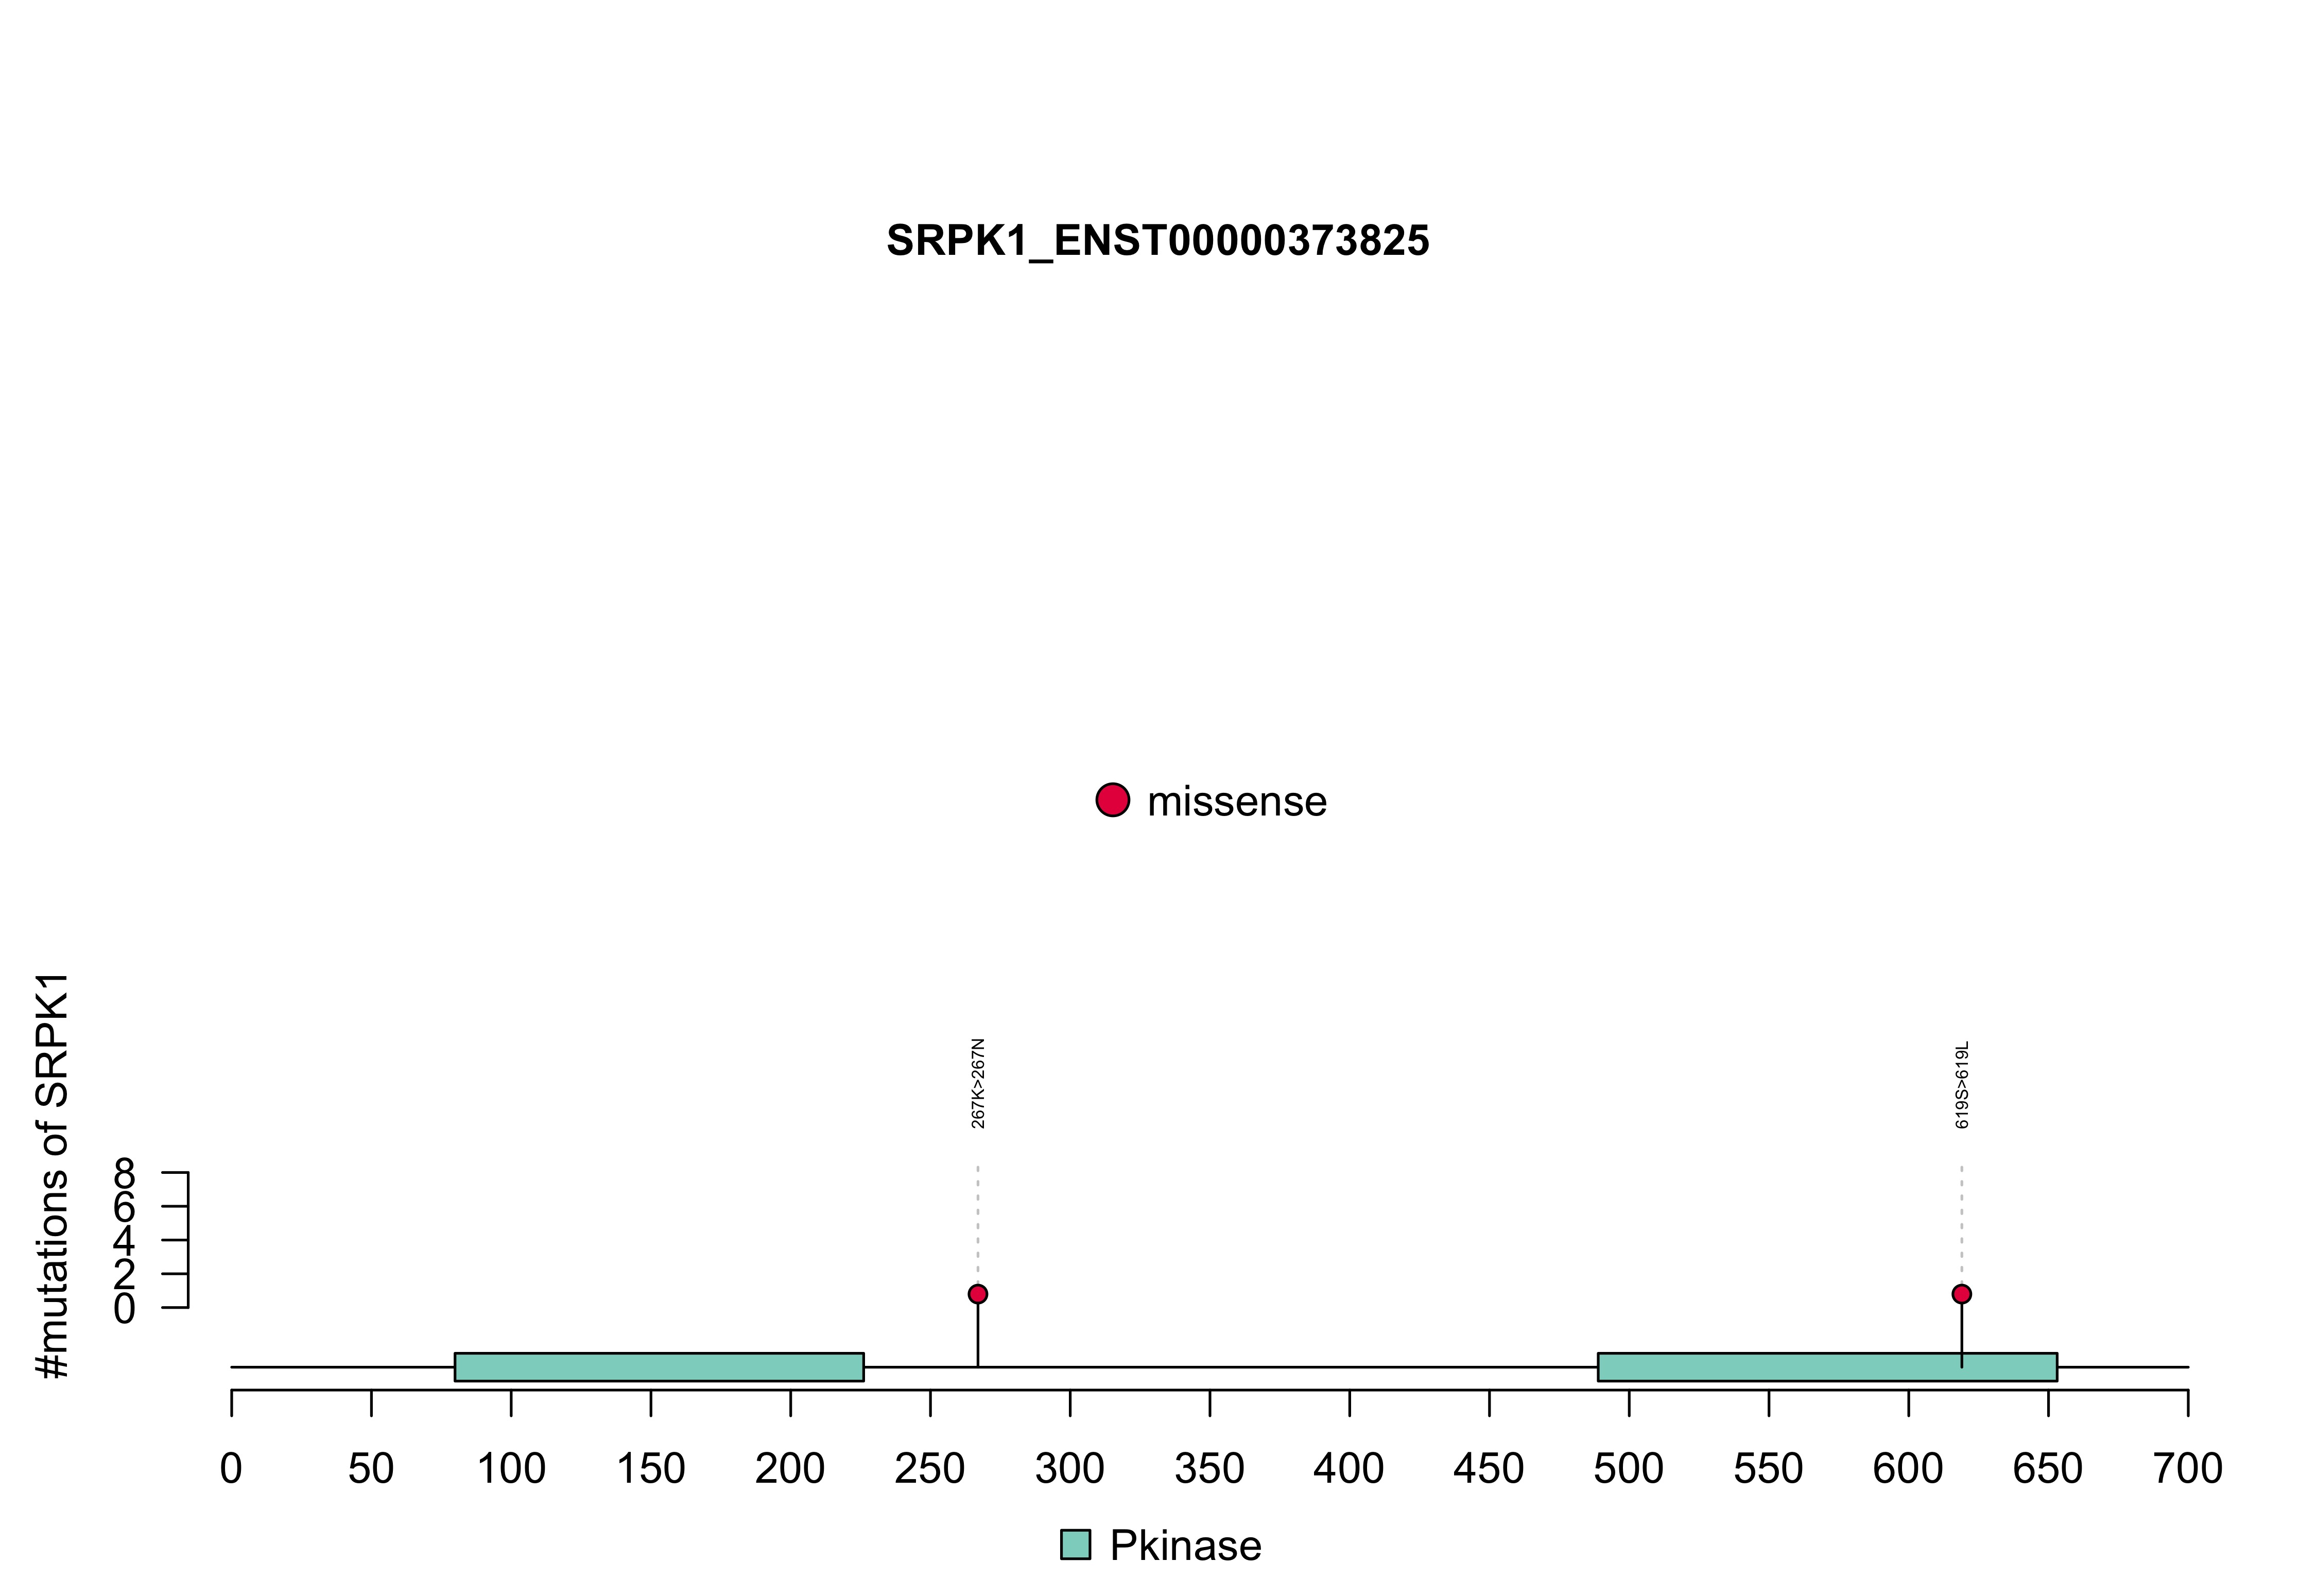 SRPK1_ENST00000373825
missense
#mutations of SRPK1
267K>267N
619S>619L
8
6
4
2
0
0 50 100 150 200 250 300 350 400 450 500 550 600 650 700
Pkinase